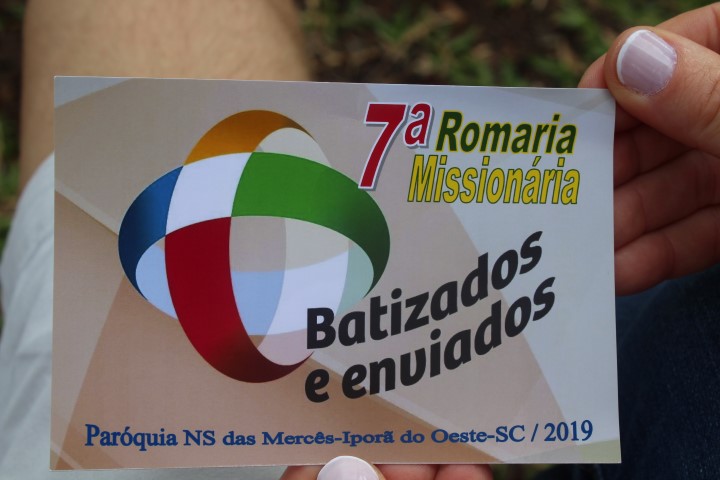 7ª Romaria
Missionária
Batizados
e enviados
Paróquia NS das Mercês-Iporã do Oeste-SC / 2019